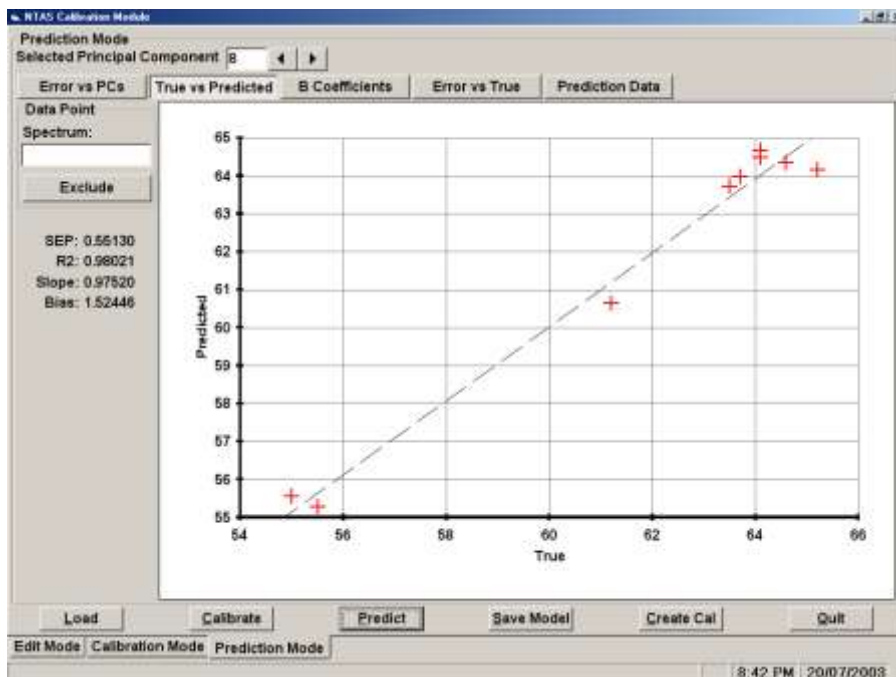 NTAS Calibration Module
Prediction Mode
Selected Principal Component 8
Error vs PCs True vs Predicted B Coefficients Error vs True Prediction Data
Data Point
Spectrum:
Exclude
SEP: 0.55130
R2: 0.98021
Slope: 0.97520
Bias: 1.52446
65
64
63
62
61
60
59
58
57
56
55
Predicted
54 56 58 60 62 64 66
True
Load Calibrate Predict Save Model Create Cal Quit
Edit Mode Calibration Mode Prediction Mode
8:42 PM 20/07/2003